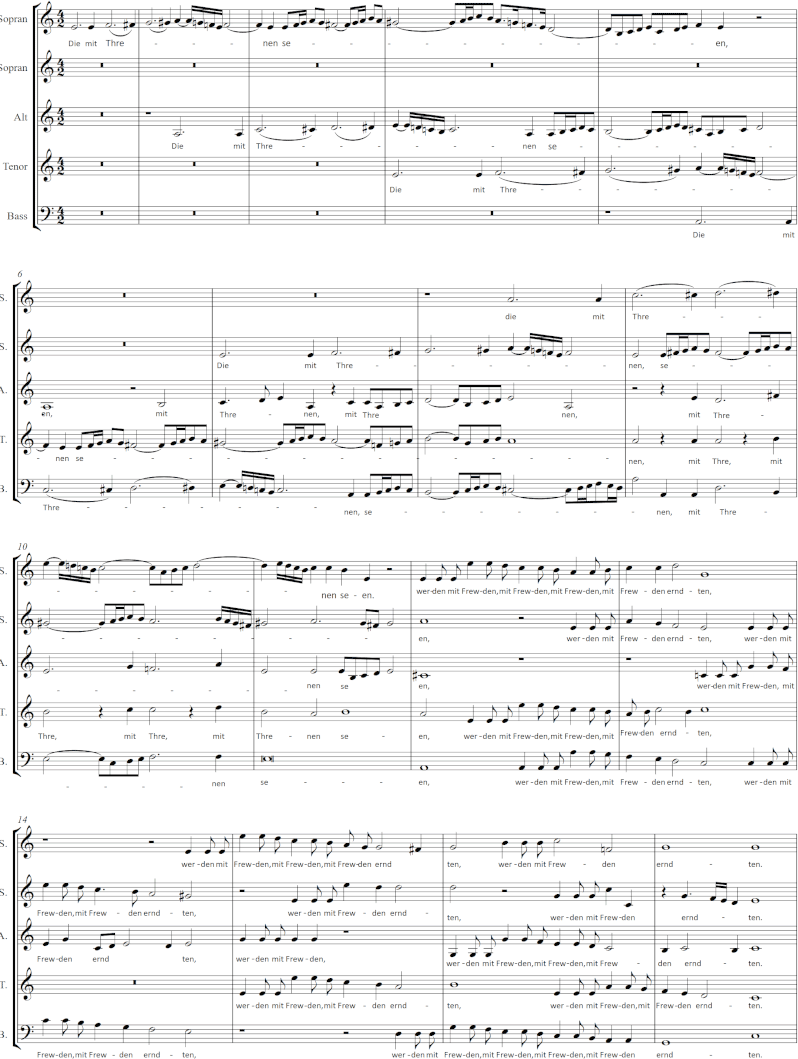 Sopran
Die mit Thre - - - nen se - - - - en,
Sopran
Alt
Die mit Thre - - - nen se - -
Tenor
Die mit Thre - - -
Bass
Die mit
6
S.
die mit Thre - -
S.
Die mit Thre - - - - nen, se - -
A.
en, mit Thre - nen, mit Thre - - - - nen, mit Thre -
T.
- nen se - - - - - - - nen, mit Thre, mit
B.
Thre - - - - - - nen, se - - - - - nen, mit Thre -
10
S.
- - - - - nen se - en. wer-den mit Frew-den, mit Frew-den, mit Frew-den ernd - ten,
S.
- - - - - - - - en, wer-den mit Frew - den ernd - ten, wer-den mit
A.
- - - - nen se en, wer-den mit Frew-den, mit
T.
Thre, mit Thre, mit Thre - nen se - en, wer-den mit Frew-den, mit Frew-den, mit Frew-den ernd - ten,
B.
- - nen se - en, wer-den mit Frew-den, mit Frew - den ernd - ten, wer-den mit
14
S.
wer-den mit Frew-den, mit Frew-den, mit Frew-den ernd ten, wer-den mit Frew - den ernd - ten.
S.
Frew-den, mit Frew - den ernd - ten, wer-den mit Frew - den ernd - ten, wer-den mit Frew - den ernd - ten.
A.
Frew-den ernd - ten, wer-den mit Frew-den, wer-den mit Frew-den, mit Frew-den, mit Frew - den ernd - ten.
T.
wer-den mit Frew-den, mit Frew-den ernd - ten, wer-den mit Frew-den, mit Frew - den ernd - ten.
B.
Frew-den, mit Frew - den ernd - ten, wer-den mit Frew-den, mit Frew-den, mit Frew-den ernd - ten.